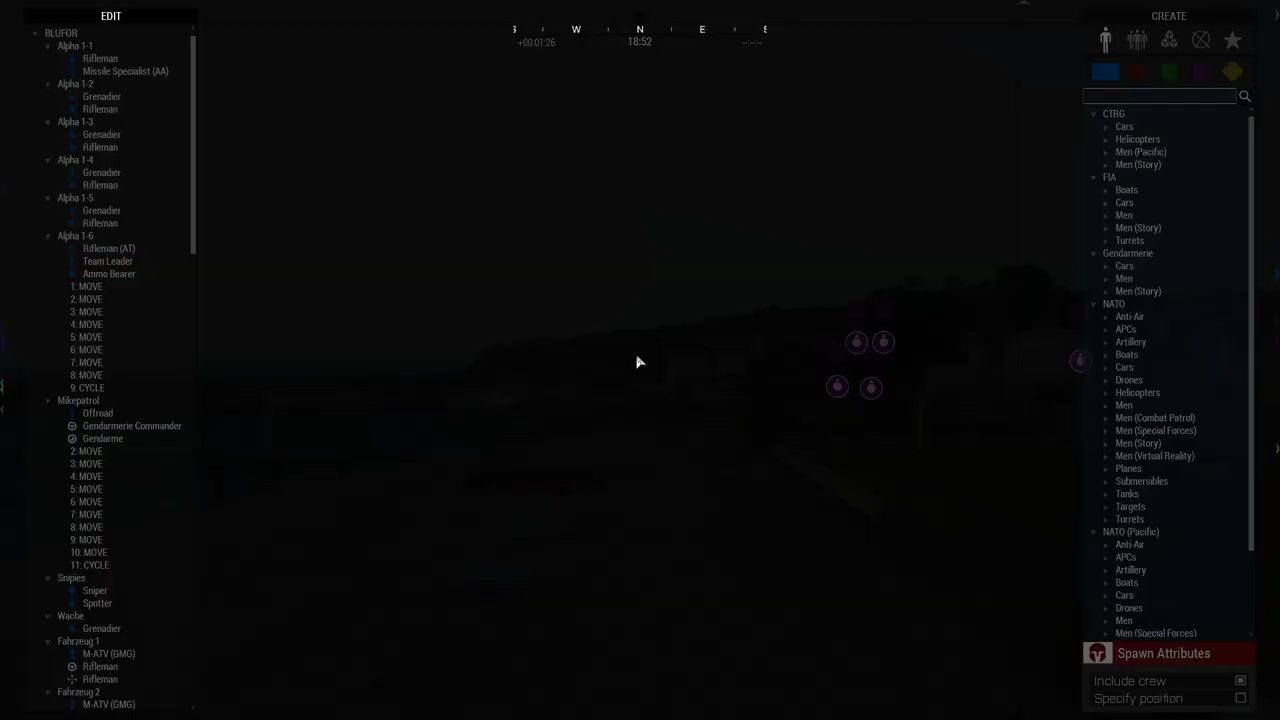 EDIT
BLUFOR
Alpha 1-1
Rifleman
Missile Specialist (AA)
Alpha 1-2
Grenadier
Rifleman
Alpha 1-3
Grenadier
Rifleman
Alpha 1-4
Grenadier
Rifleman
Alpha 1-5
Grenadier
Rifleman
Alpha 1-6
Rifleman (AT)
Team Leader
Ammo Bearer
1: MOVE
2: MOVE
3: MOVE
4: MOVE
5: MOVE
6: MOVE
7: MOVE
8: MOVE
9: CYCLE
Mikepatrol
Offroad
Gendarmerie Commander
Gendarme
2: MOVE
3: MOVE
4: MOVE
5: MOVE
6: MOVE
7: MOVE
8: MOVE
9: MOVE
10: MOVE
11: CYCLE
Snipies
Sniper
Spotter
Wache
Grenadier
Fahrzeug 1
M-ATV (GMG)
Rifleman
Rifleman
Fahrzeug 2
M-ATV (GMG)
S W N E S
+00:01:26 18:52 --:--:--
CREATE
CTRG
Cars
Helicopters
Men (Pacific)
Men (Story)
FIA
Boats
Cars
Men
Men (Story)
Turrets
Gendarmerie
Cars
Men
Men (Story)
NATO
Anti-Air
APCs
Artillery
Boats
Cars
Drones
Helicopters
Men
Men (Combat Patrol)
Men (Special Forces)
Men (Story)
Men (Virtual Reality)
Planes
Submersibles
Tanks
Targets
Turrets
NATO (Pacific)
Anti-Air
APCs
Artillery
Boats
Cars
Drones
Men
Men (Special Forces)
Spawn Attributes
Include crew
Specify position